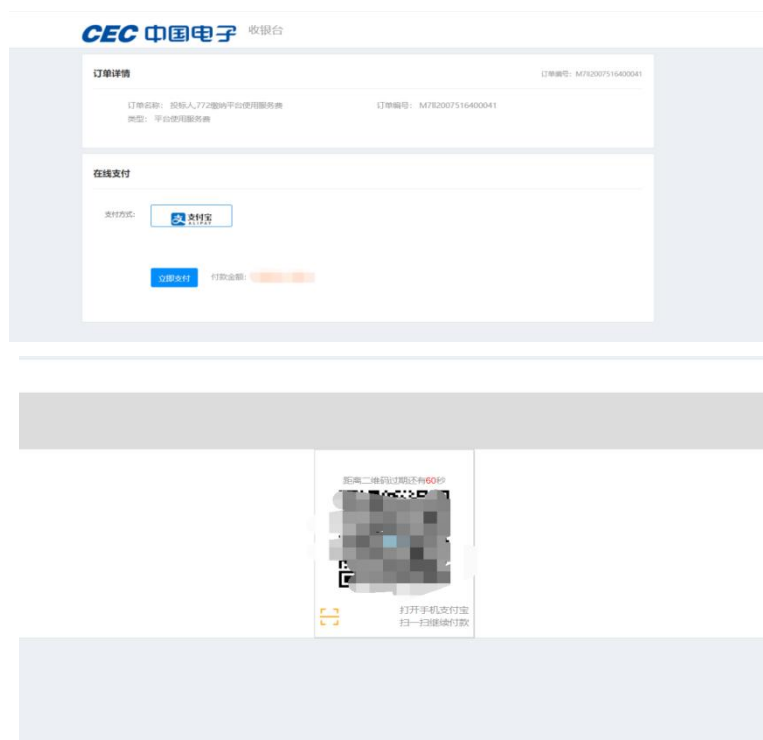 CEC 中国电子 收银台
订单详情 订单编号: M782007516400041
订单名称: 投标人,772缴纳平台使用服务费 订单编号: M782007516400041
类型: 平台使用服务费
在线支付
支付方式: 支付宝
ALIPAY
立即支付 付款金额:
距离二维码过期还有60秒
打开手机支付宝
扫一扫继续付款